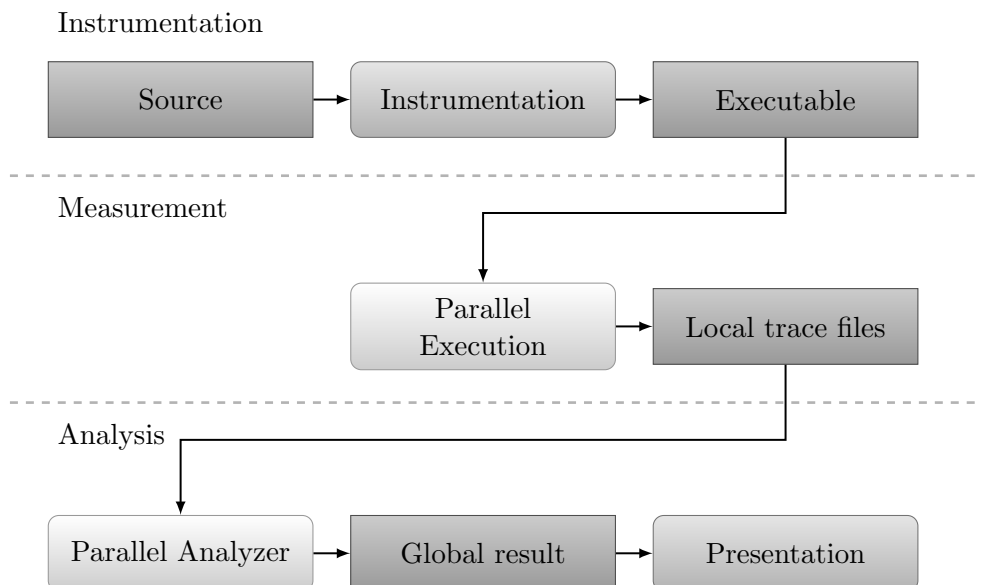 Instrumentation
Source
Instrumentation
Executable
Measurement
Parallel
Execution
Local trace files
Analysis
Parallel Analyzer
Global result
Presentation